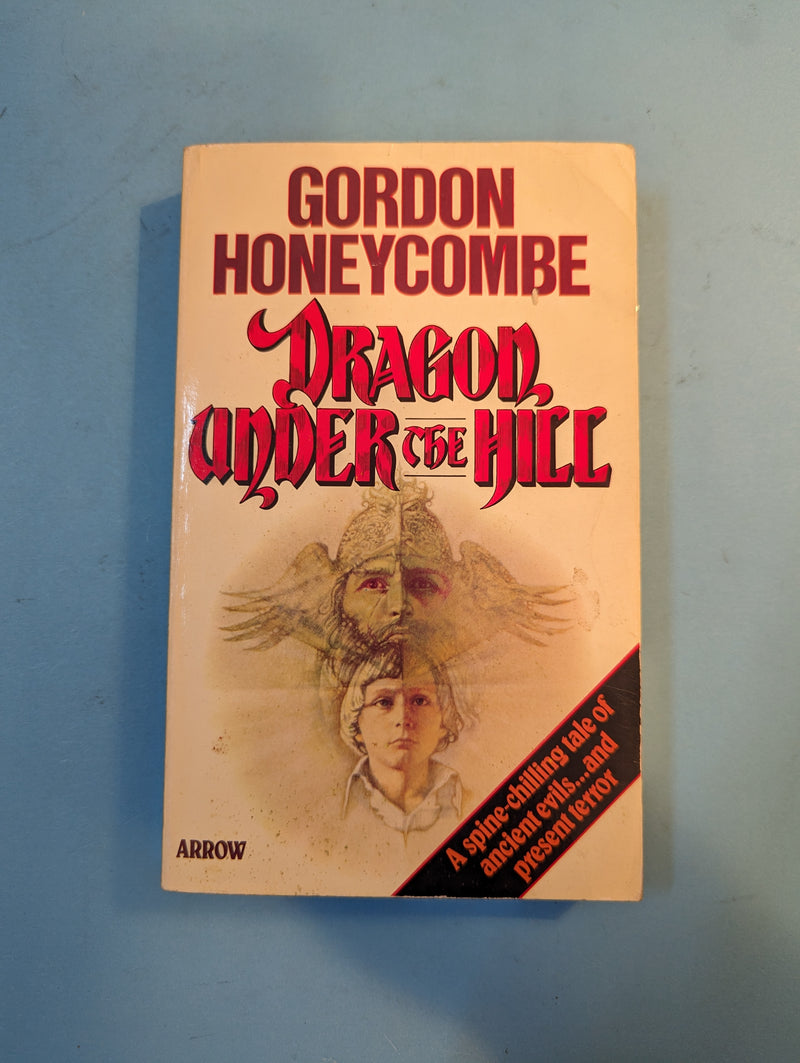 GORDON
HONEYCOMBE
DRAGON
UNDER THE HILL
A spine-chilling tale of
ancient evils...and
present terror
ARROW